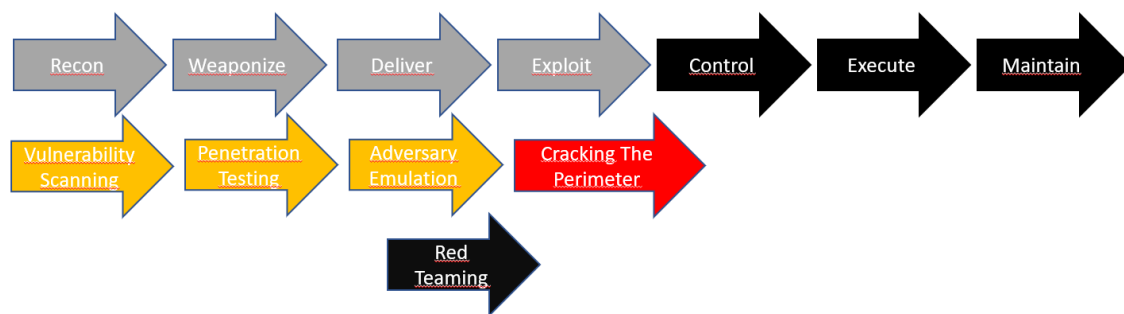 Recon
Weaponize
Deliver
Exploit
Control
Execute
Maintain
Vulnerability
Scanning
Penetration
Testing
Adversary
Emulation
Cracking The
Perimeter
Red
Teaming